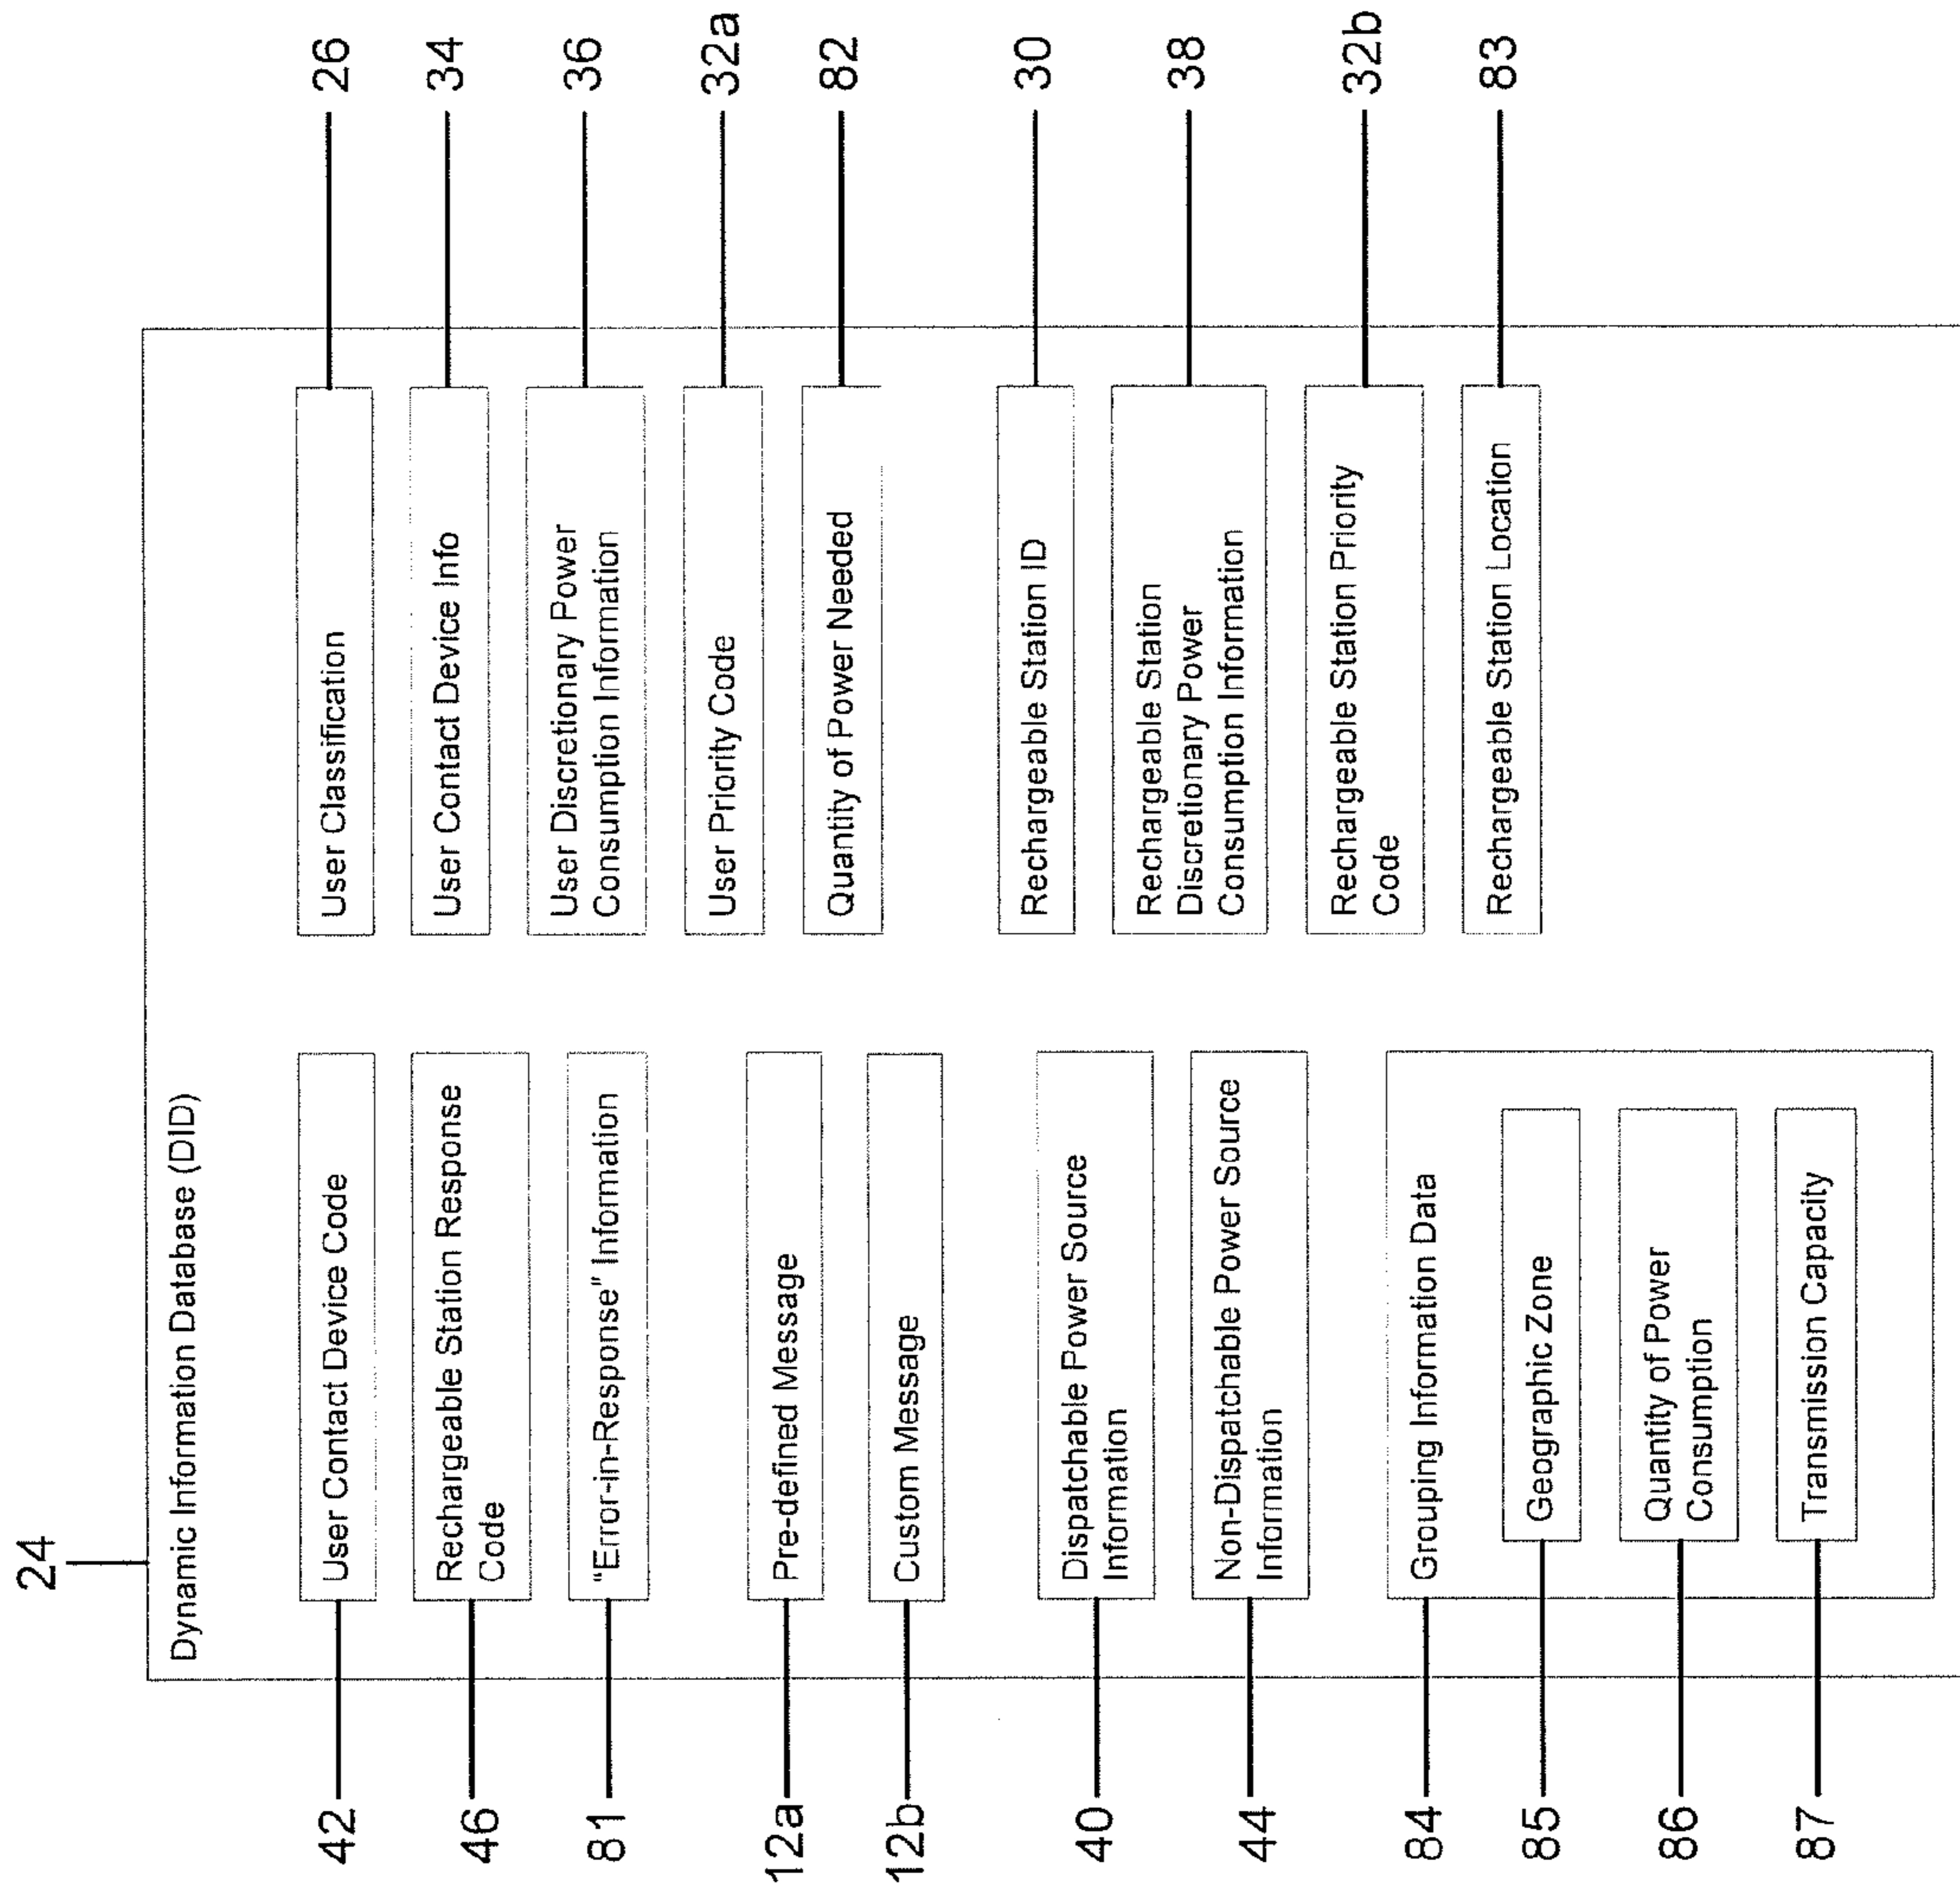 24
Dynamic Information Database (DID)
42
User Contact Device Code
46
Rechargeable Station Response
Code
81
“Error-in-Response” Information
12a
Pre-defined Message
12b
Custom Message
40
Dispatchable Power Source
Information
44
Non-Dispatchable Power Source
Information
84
Grouping Information Data
85
Geographic Zone
86
Quantity of Power
Consumption
87
Transmission Capacity
User Classification
26
User Contact Device Info
34
User Discretionary Power
Consumption Information
36
User Priority Code
32a
Quantity of Power Needed
82
Rechargeable Station ID
30
Rechargeable Station
Discretionary Power
Consumption Information
38
Rechargeable Station Priority
Code
32b
Rechargeable Station Location
83